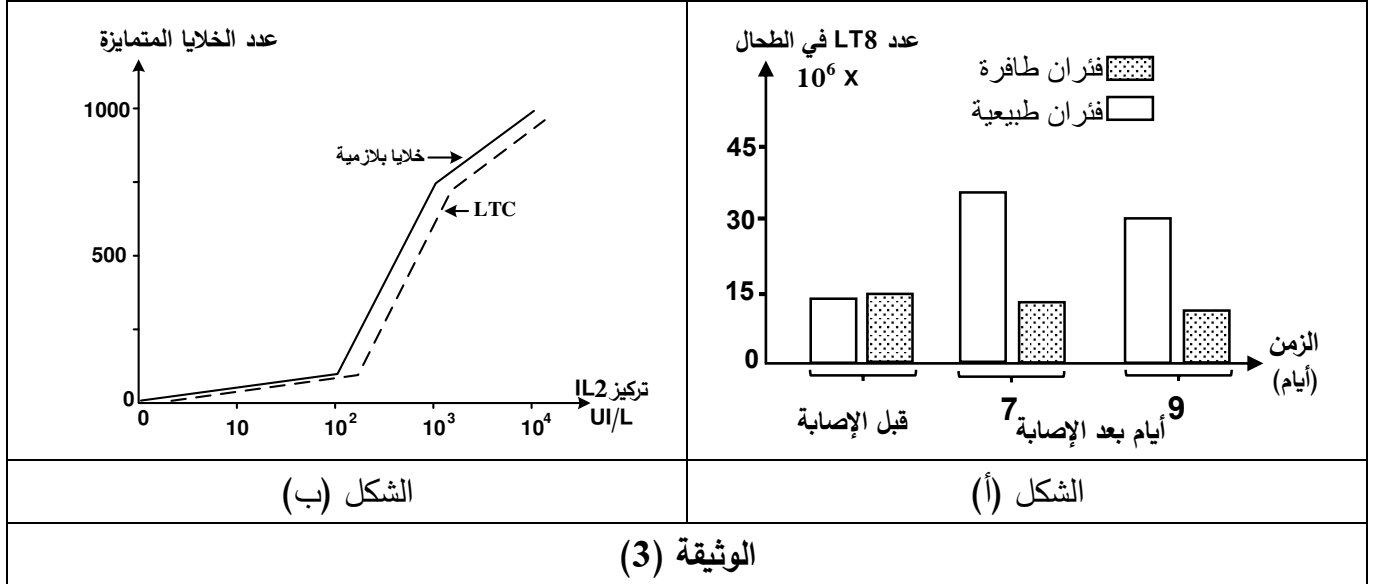 عدد LT8 في الطحال
10⁶ X
فئران طافرة
فئران طبيعية
45
30
15
0
الزمن
(أيام)
قبل الإصابة
7
9
أيام بعد الإصابة
الشكل (أ)
عدد الخلايا المتمايزة
1000
500
0
خلايا بلازمية
LTC
تركيز IL2
UI/L
0
10
10²
10³
10⁴
الشكل (ب)
الوثيقة (3)